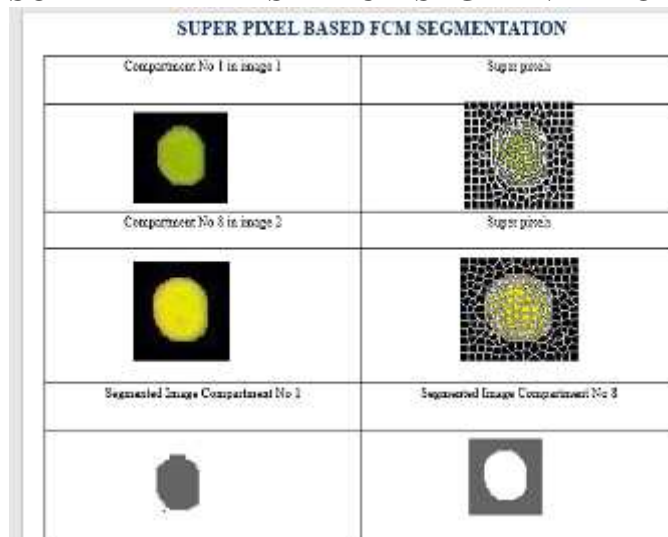 SUPER PIXEL BASED FCM SEGMENTATION
Compartment No 1 in image 1
Super pixels
Compartment No 8 in image 2
Super pixels
Segmented Image Compartment No 1
Segmented Image Compartment No 8